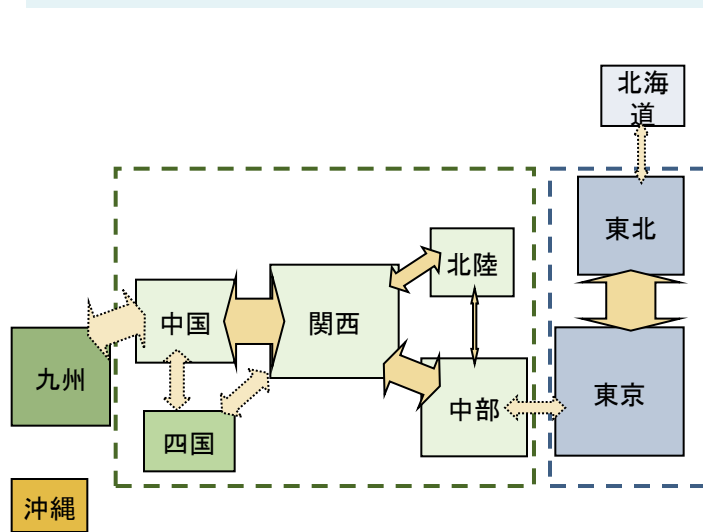 北海
道
東北
北陸
中国
関西
九州
中部
東京
四国
沖縄